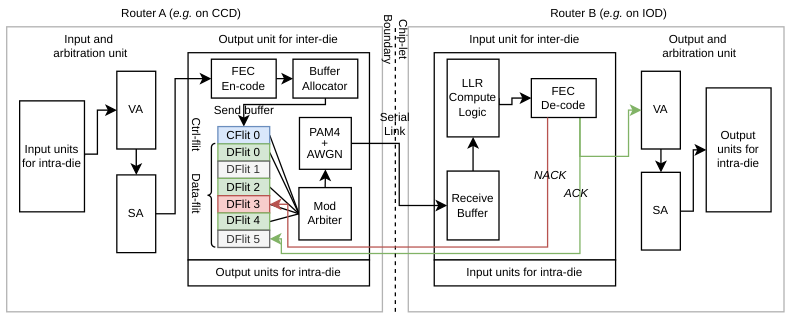 Router A (e.g. on CCD)
Router B (e.g. on IOD)
Input and
arbitration unit
Output unit for inter-die
Boundary
Chip-let
Input unit for inter-die
Output and
arbitration unit
Input units
for intra-die
VA
SA
FEC
En-code
Buffer
Allocator
Send buffer
Ctrl-flit
Data-flit
CFlit 0
DFlit 0
DFlit 1
DFlit 2
DFlit 3
DFlit 4
DFlit 5
PAM4
+
AWGN
Mod
Arbiter
Output units for intra-die
Serial
Link
LLR
Compute
Logic
FEC
De-code
Receive
Buffer
NACK
ACK
Input units for intra-die
VA
SA
Output
units for
intra-die